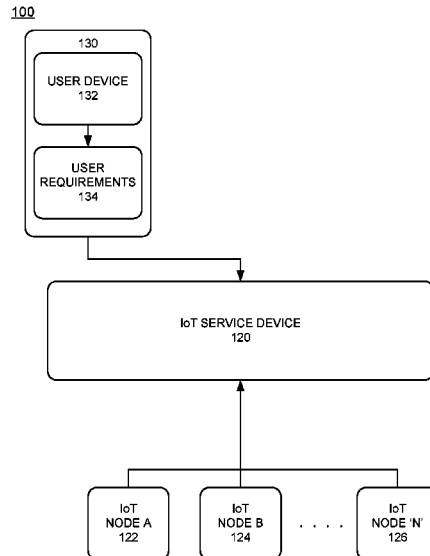 100
130
USER DEVICE
132
USER
REQUIREMENTS
134
IoT SERVICE DEVICE
120
IoT
NODE A
122
IoT
NODE B
124
. . . .
IoT
NODE 'N'
126